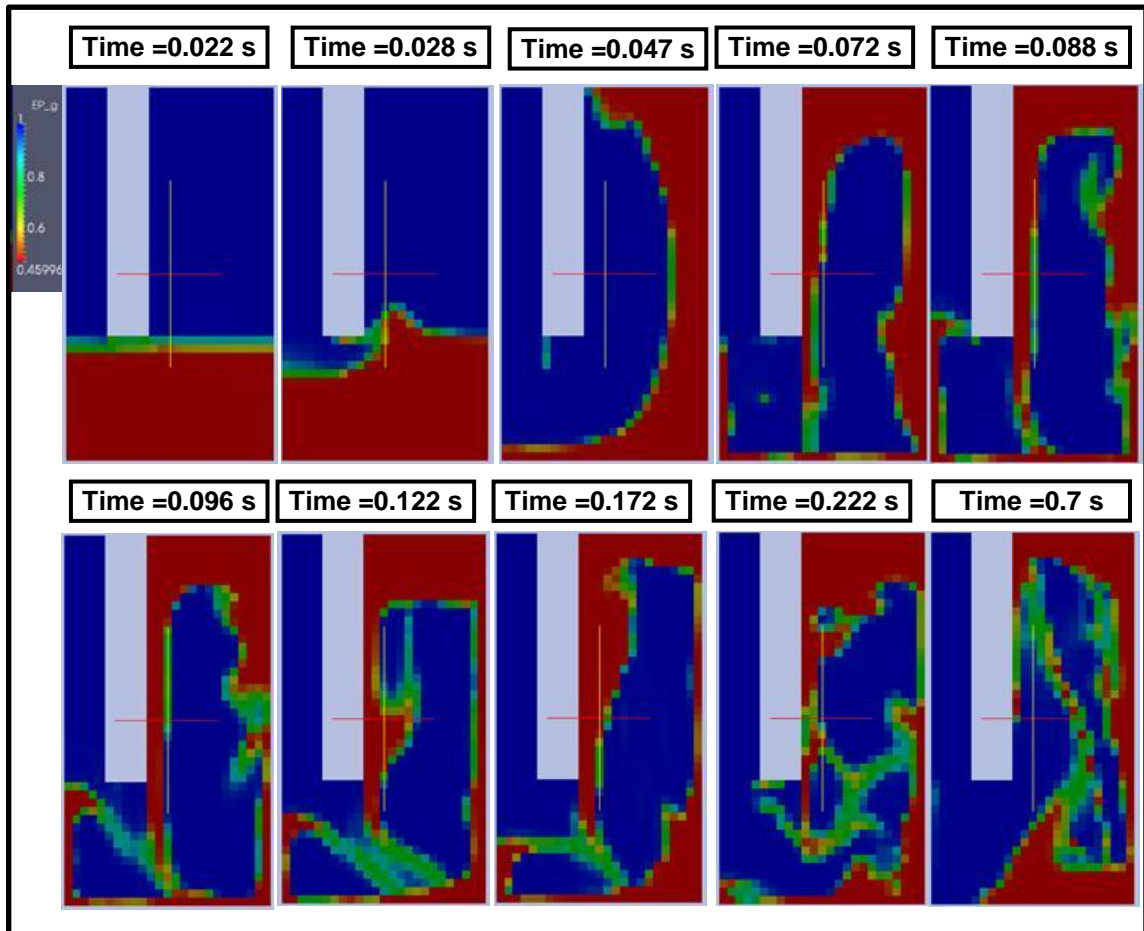 Time =0.022 s
Time =0.028 s
Time =0.047 s
Time =0.072 s
Time =0.088 s
EP_g
1
0.8
0.6
0.45996
Time =0.096 s
Time =0.122 s
Time =0.172 s
Time =0.222 s
Time =0.7 s